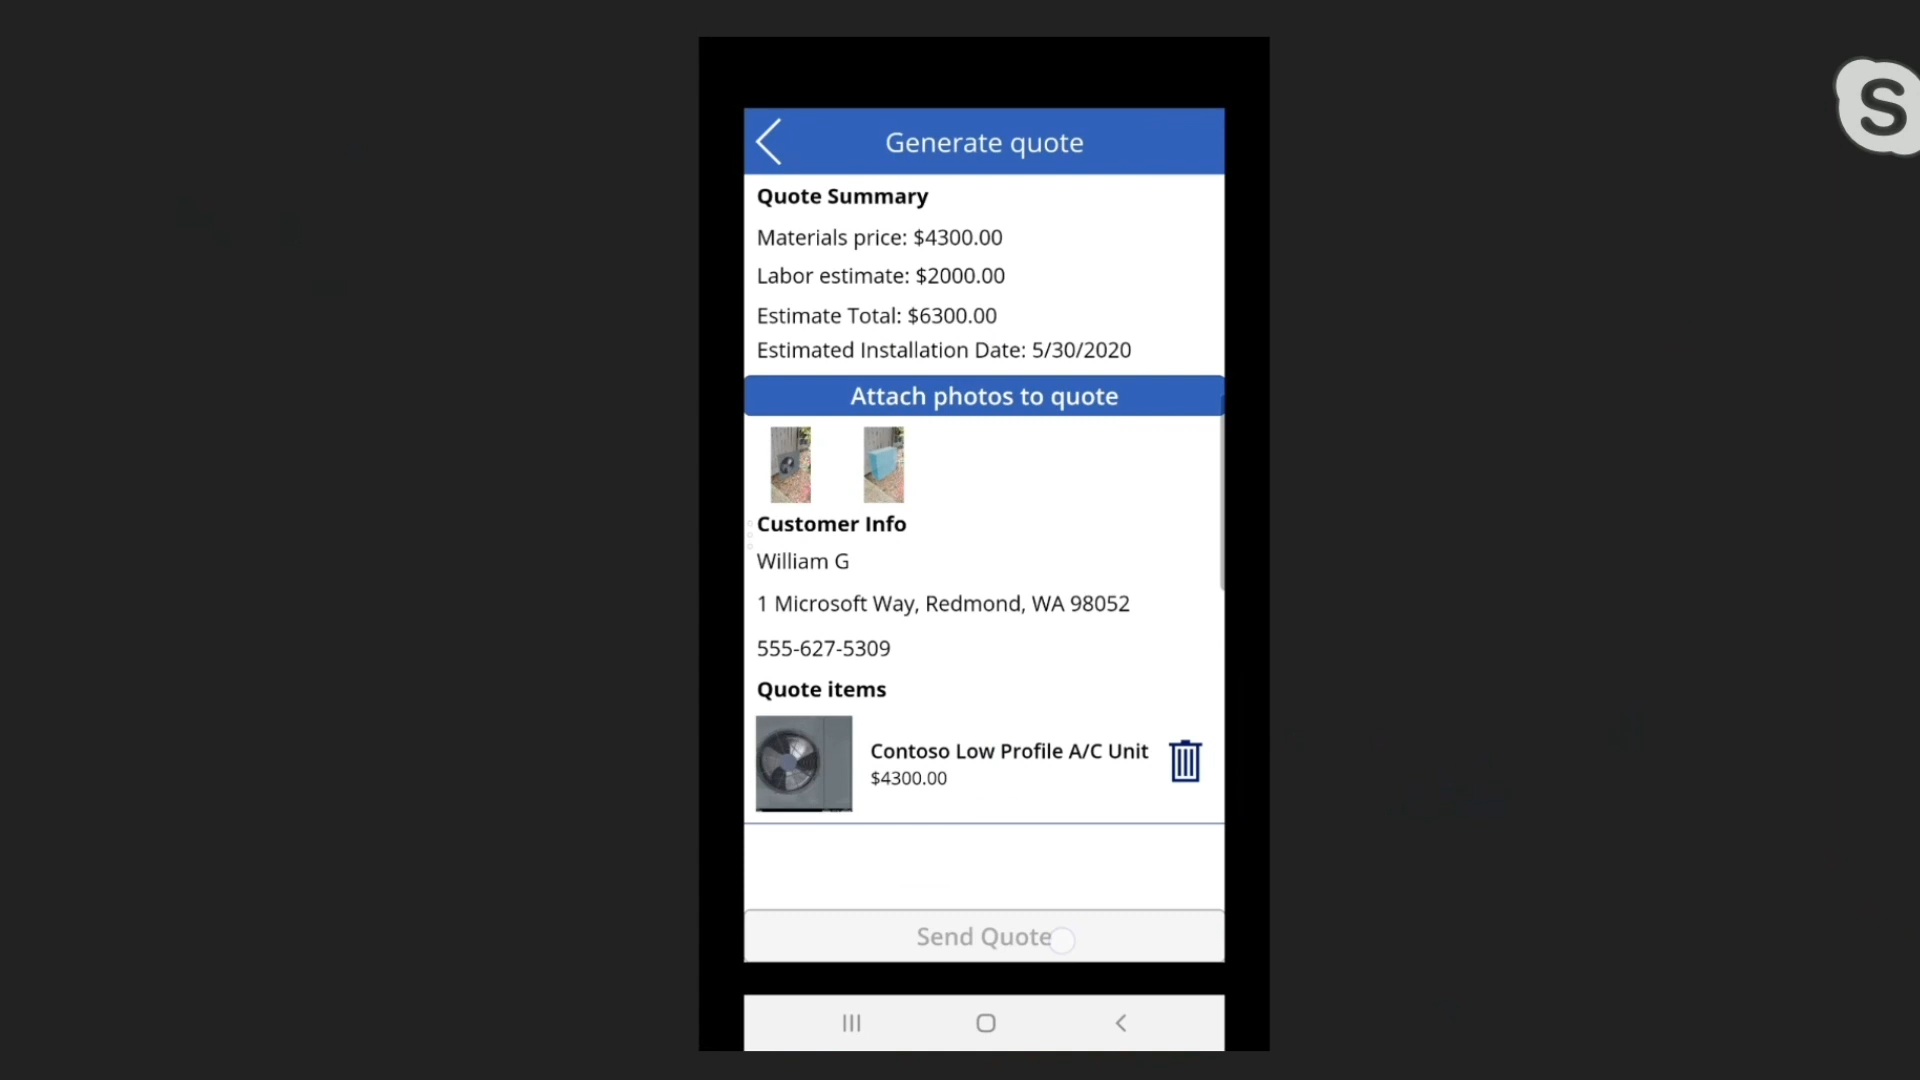 Generate quote
S
Quote Summary
Materials price: $4300.00
Labor estimate: $2000.00
Estimate Total: $6300.00
Estimated Installation Date: 5/30/2020
Attach photos to quote
Customer Info
William G
1 Microsoft Way, Redmond, WA 98052
555-627-5309
Quote items
Contoso Low Profile A/C Unit
$4300.00
Send Quote